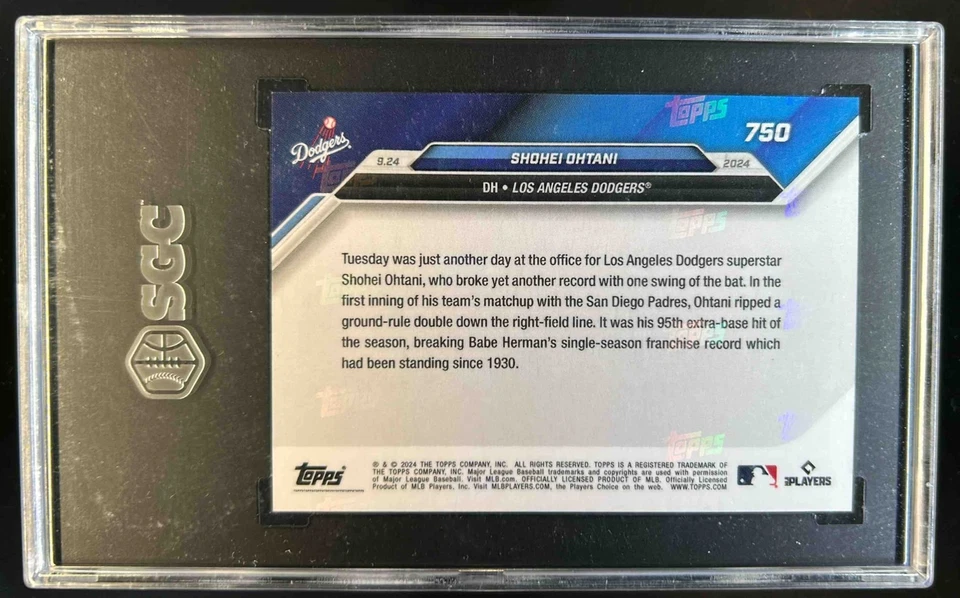 SGC
Dodgers
topps
750
9.24
SHOHEI OHTANI
2024
DH • LOS ANGELES DODGERS®
Tuesday was just another day at the office for Los Angeles Dodgers superstar
Shohei Ohtani, who broke yet another record with one swing of the bat. In the
first inning of his team's matchup with the San Diego Padres, Ohtani ripped a
ground-rule double down the right-field line. It was his 95th extra-base hit of
the season, breaking Babe Herman's single-season franchise record which
had been standing since 1930.
topps
topps
topps
topps
® & © 2024 THE TOPPS COMPANY, INC. ALL RIGHTS RESERVED. TOPPS IS A REGISTERED TRADEMARK OF
THE TOPPS COMPANY, INC. Major League Baseball trademarks and copyrights are used with permission
of Major League Baseball. Visit MLB.com. OFFICIALLY LICENSED PRODUCT OF MLB. Officially Licensed
Product of MLB Players, Inc. Visit MLBPLAYERS.COM, the Players Choice on the web. WWW.TOPPS.COM
PLAYERS